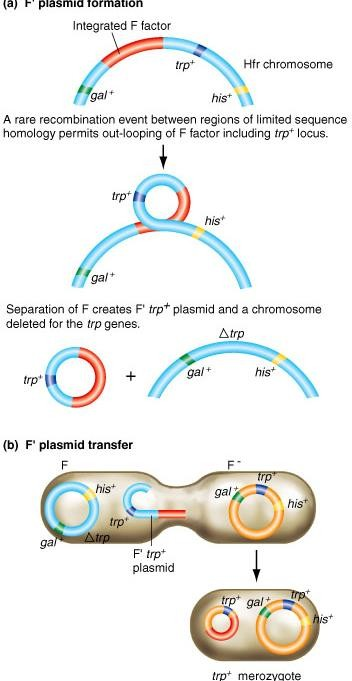 (a) F' plasmid formation
Integrated F factor
trp+
Hfr chromosome
gal+
his+
A rare recombination event between regions of limited sequence
homology permits out-looping of F factor including trp+ locus.
trp+
his+
gal+
Separation of F creates F' trp+ plasmid and a chromosome
deleted for the trp genes.
Δtrp
trp+
+
gal+
his+
(b) F' plasmid transfer
F
F-
his+
trp+
gal+
Δtrp
F' trp+
plasmid
trp+
gal+
his+
trp+
gal+
trp+
his+
trp+ merozygote